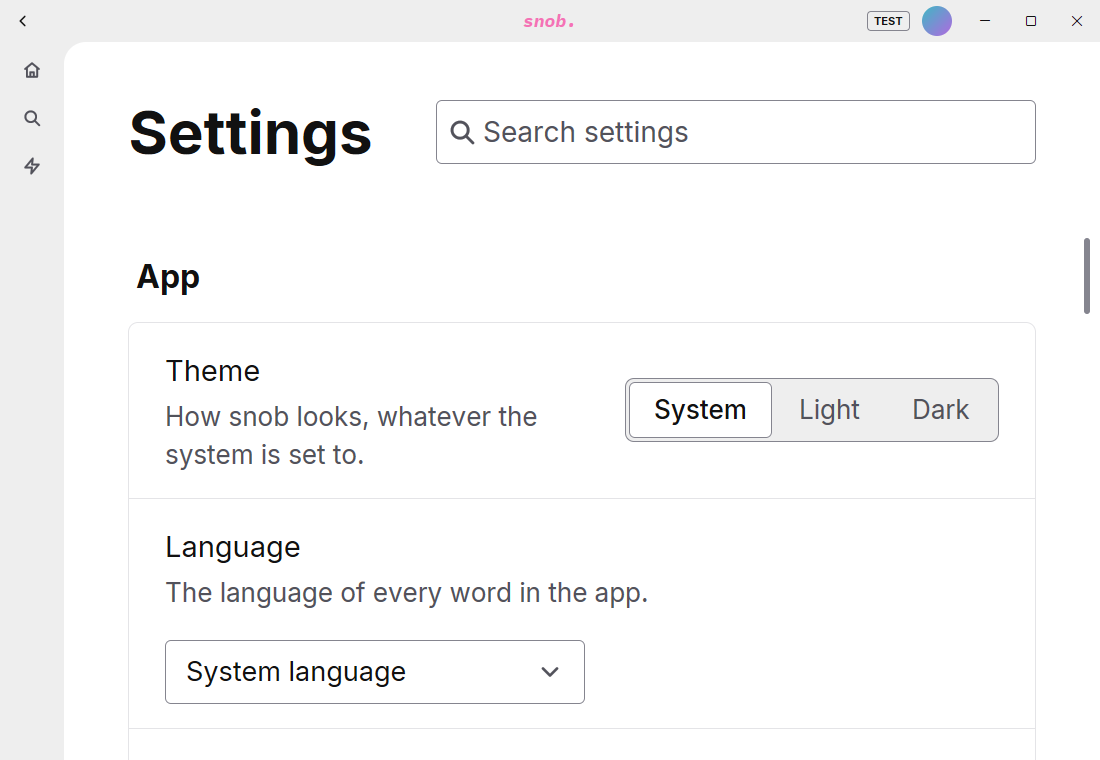 snob.
TEST
Settings
Search settings
App
Theme
How snob looks, whatever the
system is set to.
System
Light
Dark
Language
The language of every word in the app.
System language